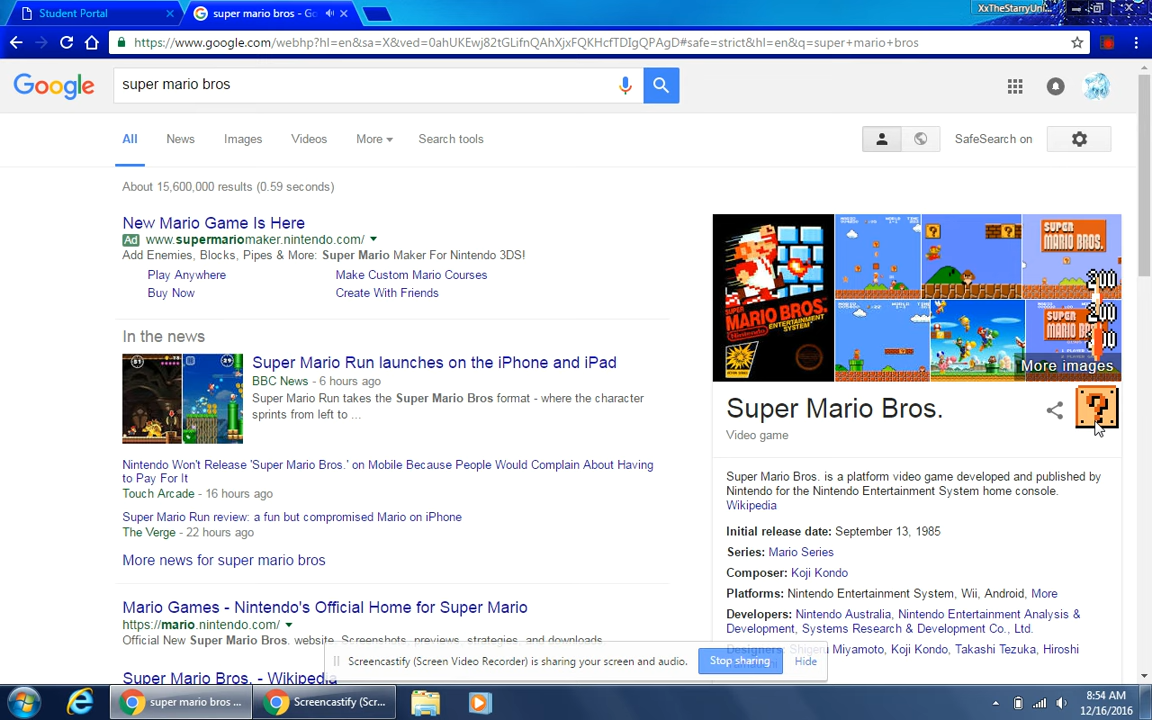 Student Portal
super mario bros - Go
XxTheStarryUni...
https://www.google.com/webhp?hl=en&sa=X&ved=0ahUKEwj82tGLifnQAhXjxFQKHcfTDIgQPAgD#safe=strict&hl=en&q=super+mario+bros
Google
super mario bros
All News Images Videos More Search tools
SafeSearch on
About 15,600,000 results (0.59 seconds)
New Mario Game Is Here
Ad www.supermariomaker.nintendo.com/
Add Enemies, Blocks, Pipes & More: Super Mario Maker For Nintendo 3DS!
Play Anywhere Make Custom Mario Courses
Buy Now Create With Friends
In the news
Super Mario Run launches on the iPhone and iPad
BBC News - 6 hours ago
Super Mario Run takes the Super Mario Bros format - where the character
sprints from left to ...
Nintendo Won't Release 'Super Mario Bros.' on Mobile Because People Would Complain About Having
to Pay For It
Touch Arcade - 16 hours ago
Super Mario Run review: a fun but compromised Mario on iPhone
The Verge - 22 hours ago
More news for super mario bros
Mario Games - Nintendo's Official Home for Super Mario
https://mario.nintendo.com/
Official New Super Mario Bros. website. Screenshots, previews, strategies, and downloads.
Super Mario Bros. - Wikipedia
SUPER MARIO BROS.
Nintendo
ENTERTAINMENT
SYSTEM
SUPER
MARIO BROS.
200
200
SUPER
More images
Super Mario Bros.
?
Video game
Super Mario Bros. is a platform video game developed and published by
Nintendo for the Nintendo Entertainment System home console.
Wikipedia
Initial release date: September 13, 1985
Series: Mario Series
Composer: Koji Kondo
Platforms: Nintendo Entertainment System, Wii, Android, More
Developers: Nintendo Australia, Nintendo Entertainment Analysis &
Development, Systems Research & Development Co., Ltd.
Designers: Shigeru Miyamoto, Koji Kondo, Takashi Tezuka, Hiroshi
Screencastify (Screen Video Recorder) is sharing your screen and audio.
Stop sharing
Hide
super mario bros ...
Screencastify (Scr...
8:54 AM
12/16/2016